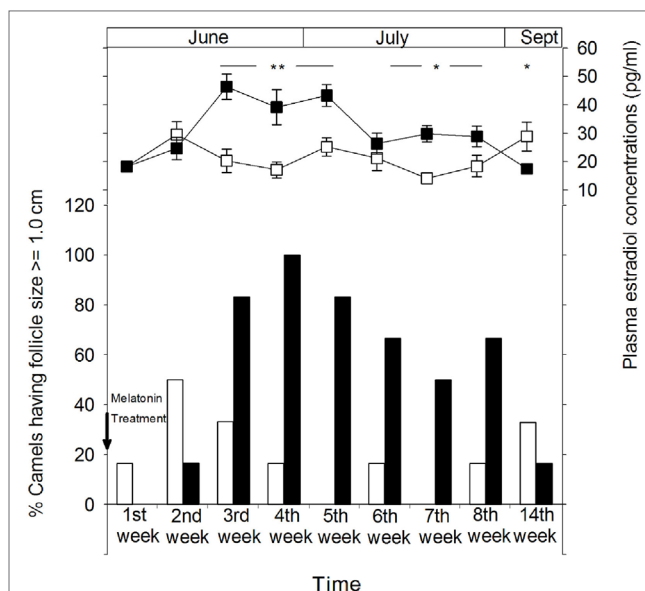 June July Sept
** * *
60
50
40
30
20
10
Plasma estradiol concentrations (pg/ml)
120
100
80
60
40
20
0
% Camels having follicle size >= 1.0 cm
Melatonin
Treatment
1st 2nd 3rd 4th 5th 6th 7th 8th 14th
week week week week week week week week week
Time